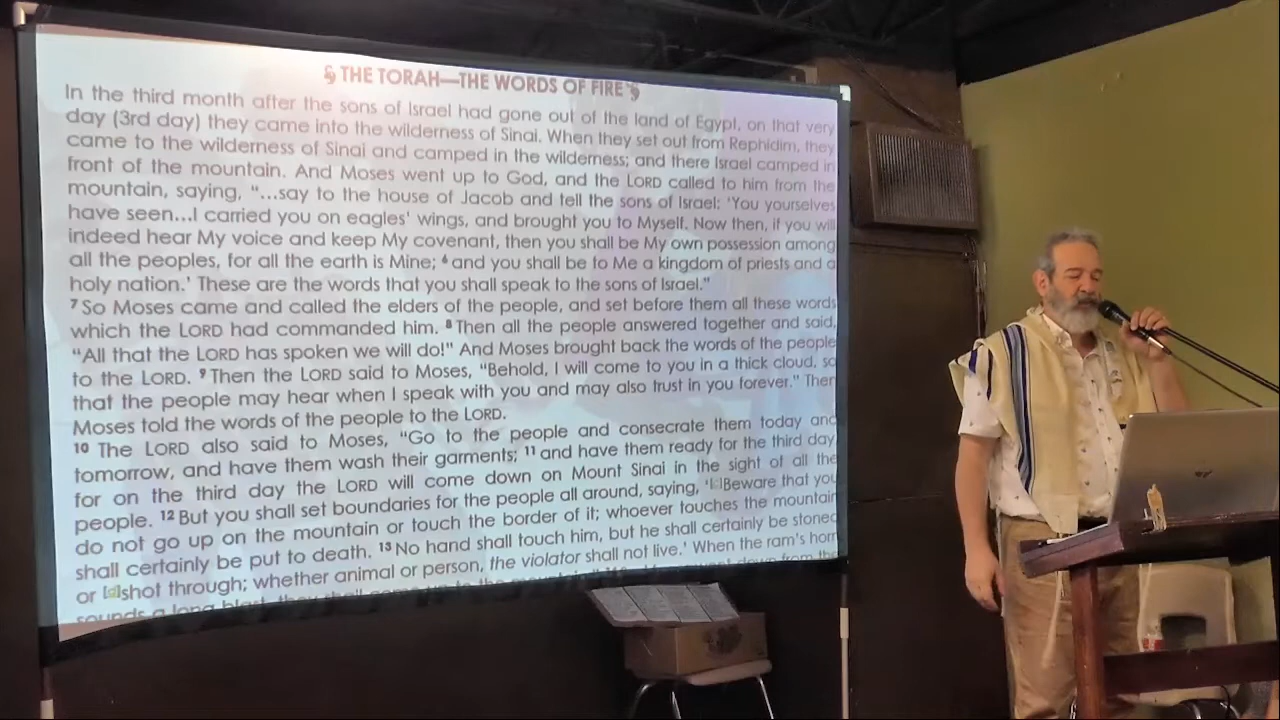 THE TORAH—THE WORDS OF FIRE
In the third month after the sons of Israel had gone out of the land of Egypt, on that very
day (3rd day) they came into the wilderness of Sinai. When they set out from Rephidim, they
came to the wilderness of Sinai and camped in the wilderness; and there Israel camped in
front of the mountain. And Moses went up to God, and the LORD called to him from the
mountain, saying, “...say to the house of Jacob and tell the sons of Israel: ‘You yourselves
have seen...I carried you on eagles’ wings, and brought you to Myself. Now then, if you will
indeed hear My voice and keep My covenant, then you shall be My own possession among
all the peoples, for all the earth is Mine; 6 and you shall be to Me a kingdom of priests and a
holy nation.’ These are the words that you shall speak to the sons of Israel.”
7 So Moses came and called the elders of the people, and set before them all these words
which the LORD had commanded him. 8 Then all the people answered together and said,
“All that the LORD has spoken we will do!” And Moses brought back the words of the people
to the LORD. 9 Then the LORD said to Moses, “Behold, I will come to you in a thick cloud, so
that the people may hear when I speak with you and may also trust in you forever.” Then
Moses told the words of the people to the LORD.
10 The LORD also said to Moses, “Go to the people and consecrate them today and
tomorrow, and have them wash their garments; 11 and have them ready for the third day,
for on the third day the LORD will come down on Mount Sinai in the sight of all the
people. 12 But you shall set boundaries for the people all around, saying, ‘Beware that you
do not go up on the mountain or touch the border of it; whoever touches the mountain
shall certainly be put to death. 13 No hand shall touch him, but he shall certainly be stoned
or [d]shot through; whether animal or person, the violator shall not live.’ When the ram’s horn
sounds a long blast, they shall come up to the mountain